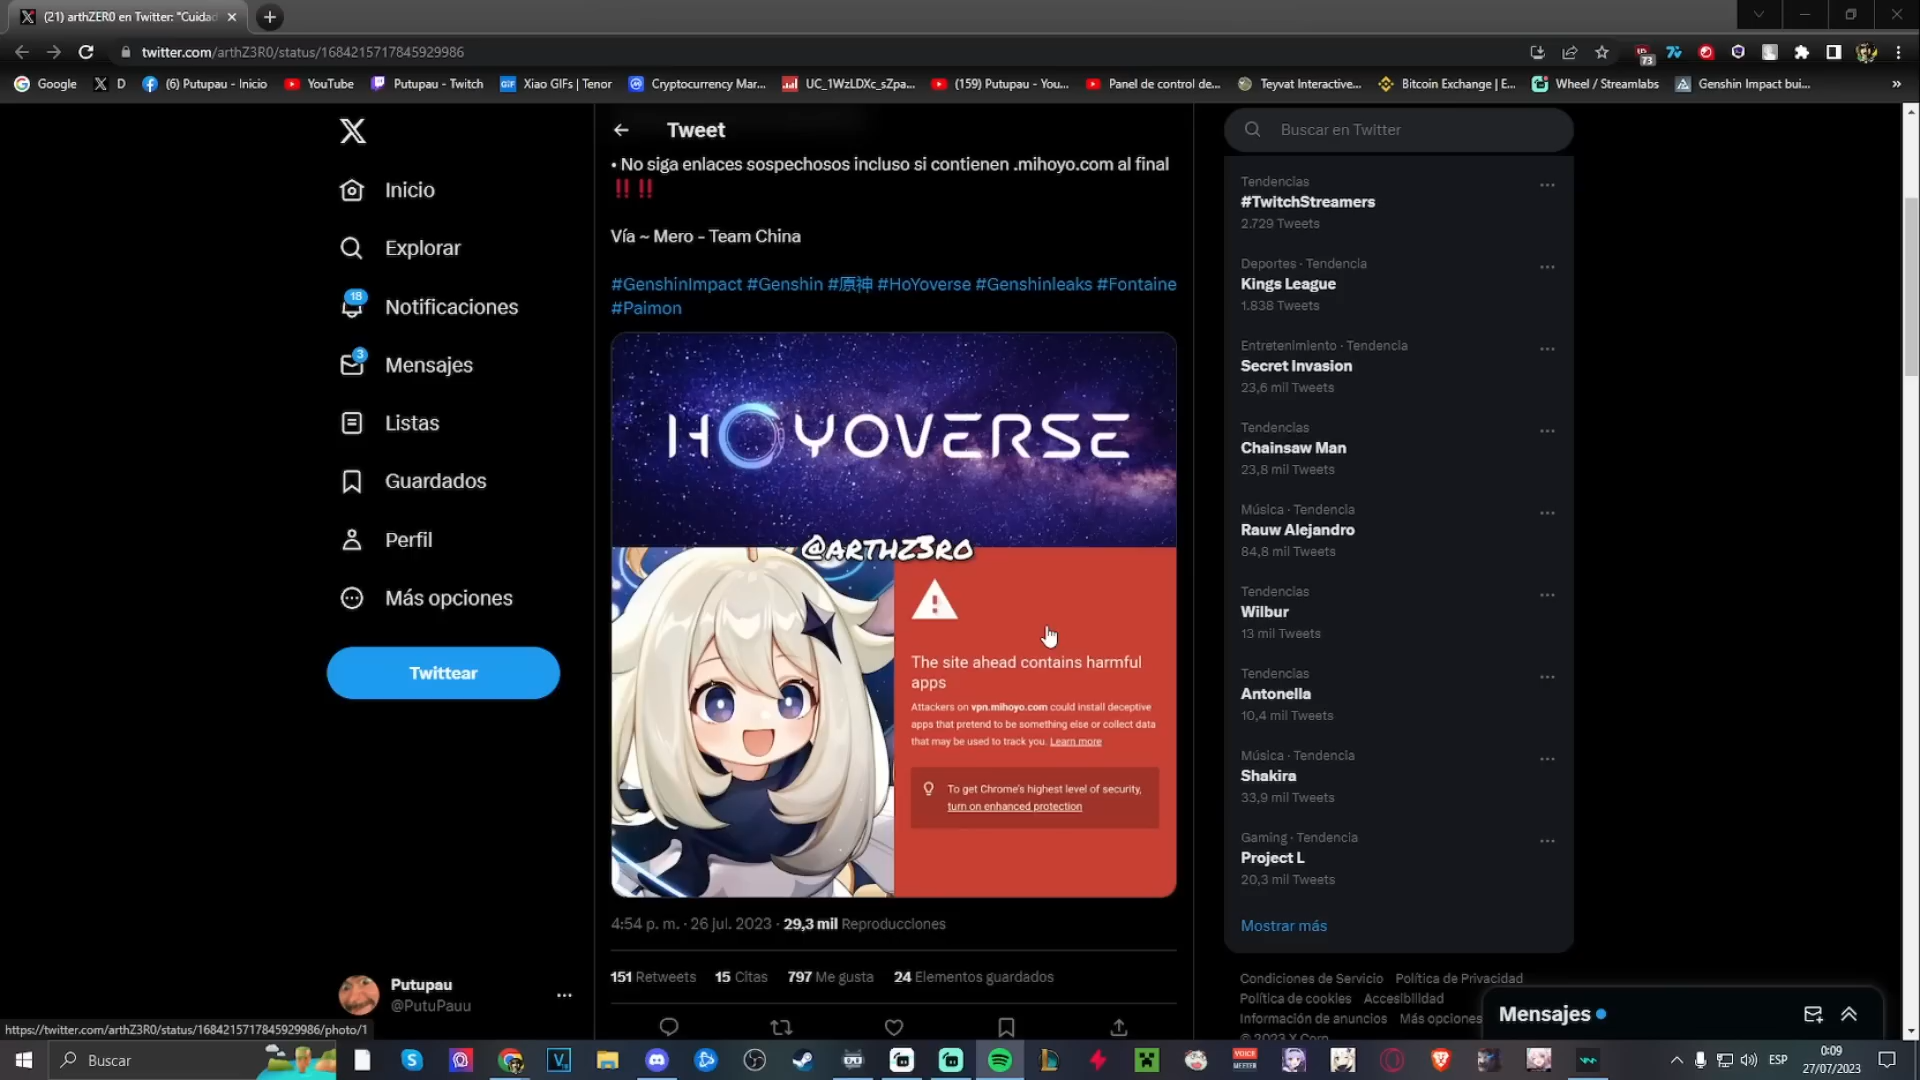 (21) arthZER0 en Twitter: "Cuidad
twitter.com/arthZ3R0/status/1684215717845929986
73
Google
D
(6) Putupau - Inicio
YouTube
Putupau - Twitch
GIF
Xiao GIFs | Tenor
Cryptocurrency Mar...
UC_1WzLDXc_sZpa...
(159) Putupau - You...
Panel de control de...
Teyvat Interactive...
Bitcoin Exchange | E...
Wheel / Streamlabs
Genshin Impact bui...
»
Inicio
Explorar
18
Notificaciones
3
Mensajes
Listas
Guardados
Perfil
Más opciones
Twittear
Putupau
@PutuPauu
Tweet
• No siga enlaces sospechosos incluso si contienen .mihoyo.com al final
‼️ ‼️
Vía ~ Mero - Team China
#GenshinImpact #Genshin #原神 #HoYoverse #Genshinleaks #Fontaine
#Paimon
HOYOVERSE
@ARTHZ3R0
The site ahead contains harmful
apps
Attackers on vpn.mihoyo.com could install deceptive
apps that pretend to be something else or collect data
that may be used to track you. Learn more
To get Chrome's highest level of security,
turn on enhanced protection
4:54 p. m. · 26 jul. 2023 · 29,3 mil Reproducciones
151 Retweets 15 Citas 797 Me gusta 24 Elementos guardados
Buscar en Twitter
Tendencias
#TwitchStreamers
2.729 Tweets
Deportes · Tendencia
Kings League
1.838 Tweets
Entretenimiento · Tendencia
Secret Invasion
23,6 mil Tweets
Tendencias
Chainsaw Man
23,8 mil Tweets
Música · Tendencia
Rauw Alejandro
84,8 mil Tweets
Tendencias
Wilbur
13 mil Tweets
Tendencias
Antonella
10,4 mil Tweets
Música · Tendencia
Shakira
33,9 mil Tweets
Gaming · Tendencia
Project L
20,3 mil Tweets
Mostrar más
Condiciones de Servicio Política de Privacidad
Política de cookies Accesibilidad
Información de anuncios Más opciones
© 2023 X Corp.
Mensajes
https://twitter.com/arthZ3R0/status/1684215717845929986/photo/1
Buscar
VOICE
MEETER
ESP
0:09
27/07/2023